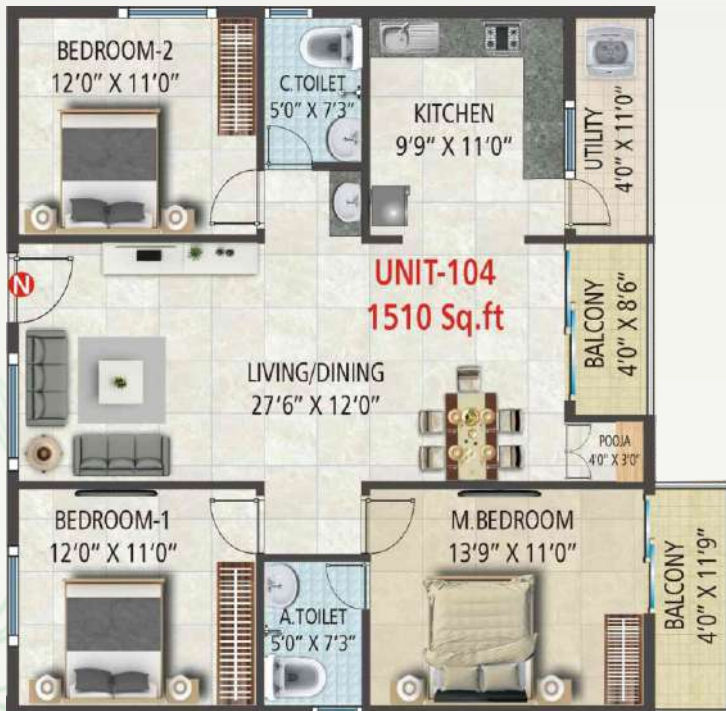 BEDROOM-2
12'0" X 11'0"
C.TOILET
5'0" X 7'3"
KITCHEN
9'9" X 11'0"
UTILITY
4'0" X 11'0"
N
UNIT-104
1510 Sq.ft
BALCONY
4'0" X 8'6"
LIVING/DINING
27'6" X 12'0"
POOJA
4'0" X 3'0"
BEDROOM-1
12'0" X 11'0"
A.TOILET
5'0" X 7'3"
M.BEDROOM
13'9" X 11'0"
BALCONY
4'0" X 11'9"